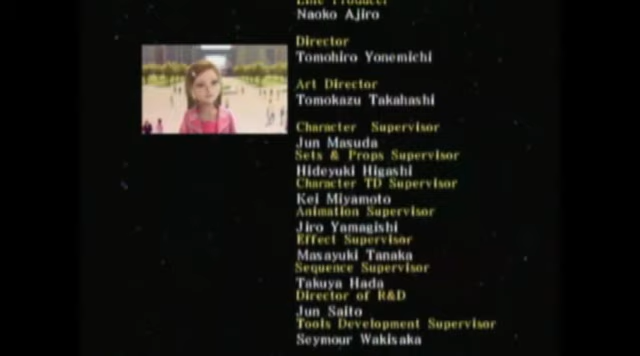 Line Producer
Naoko Ajiro
Director
Tomohiro Yonemichi
Art Director
Tomokazu Takahashi
Character Supervisor
Jun Masuda
Sets & Props Supervisor
Hideyuki Higashi
Character TD Supervisor
Kei Miyamoto
Animation Supervisor
Jiro Yamagishi
Effect Supervisor
Masayuki Tanaka
Sequence Supervisor
Takuya Hada
Director of R&D
Jun Saito
Tools Development Supervisor
Seymour Wakisaka